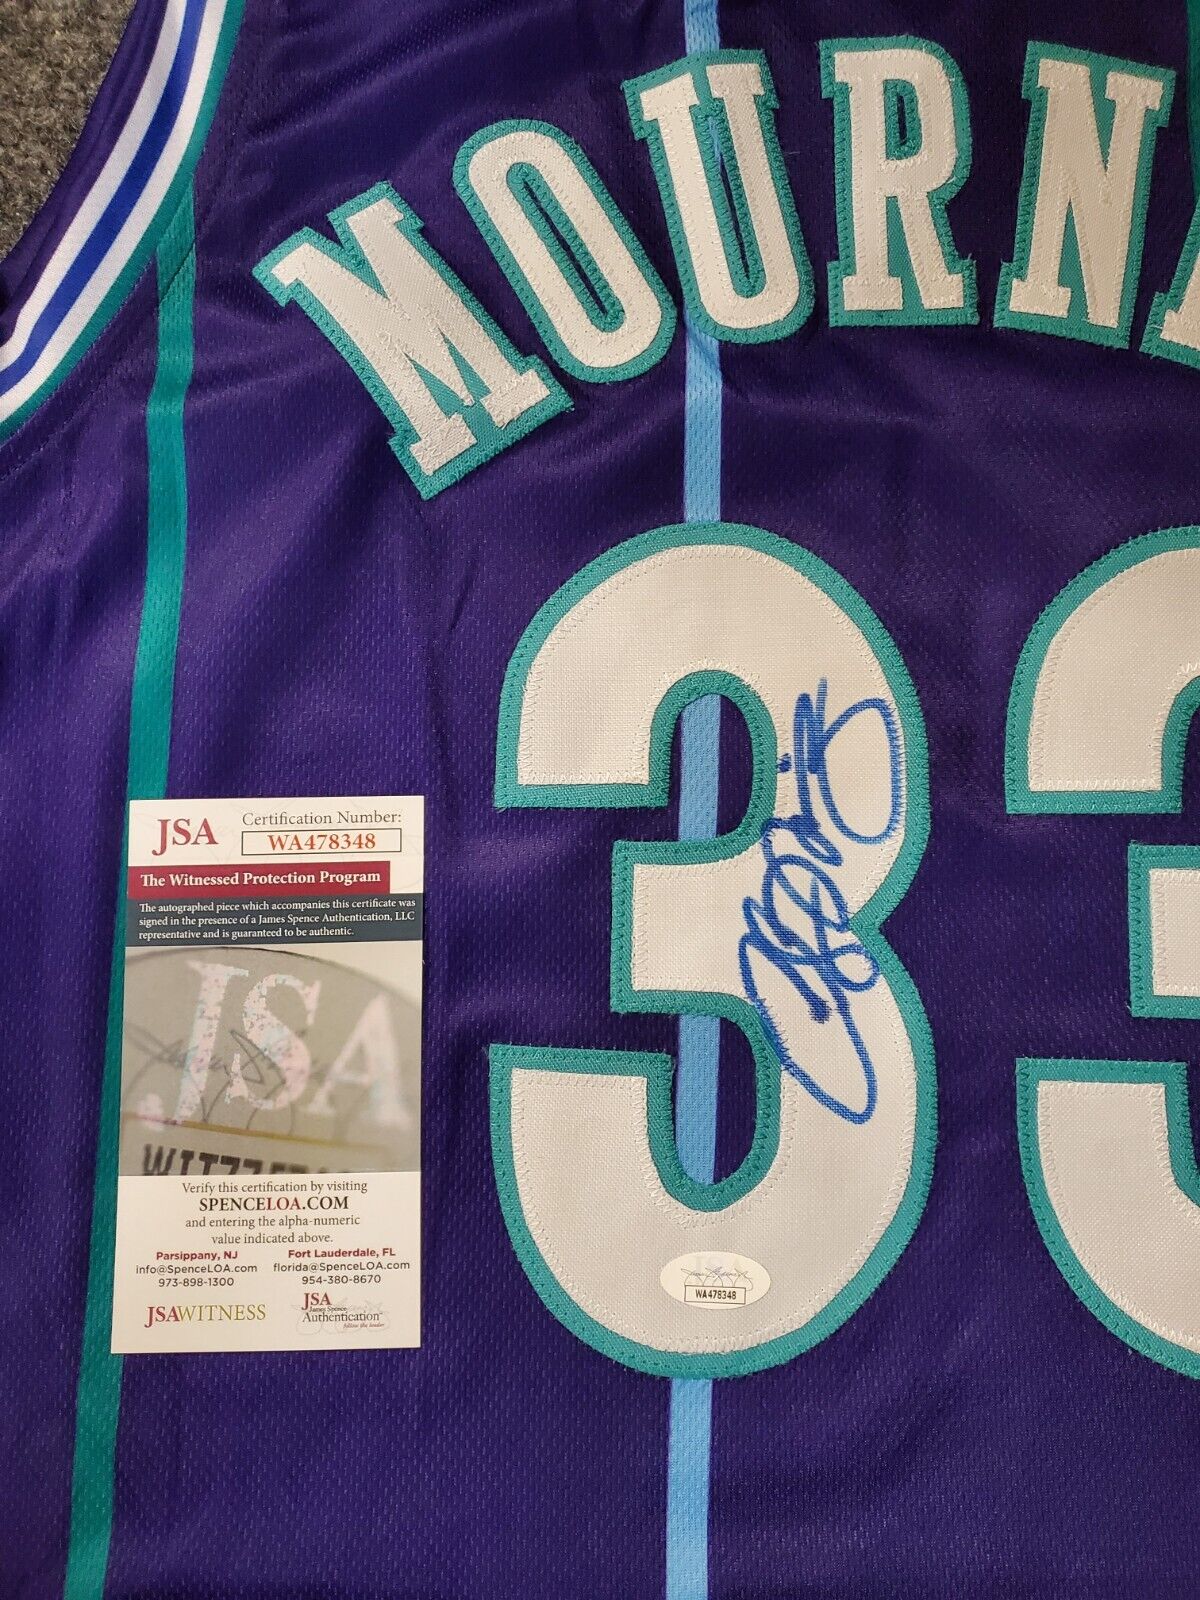 MOURN
33
JSA
Certification Number:
WA478348
The Witnessed Protection Program
The autographed piece which accompanies this certificate was
signed in the presence of a James Spence Authentication, LLC
representative and is guaranteed to be authentic.
JSA
Verify this certification by visiting
SPENCELOA.COM
and entering the alpha-numeric
value indicated above.
Parsippany, NJ
info@SpenceLOA.com
973-898-1300
Fort Lauderdale, FL
florida@SpenceLOA.com
954-380-8670
JSAWITNESS
JSA
James Spence
Authentication
follow the leader
WA478348